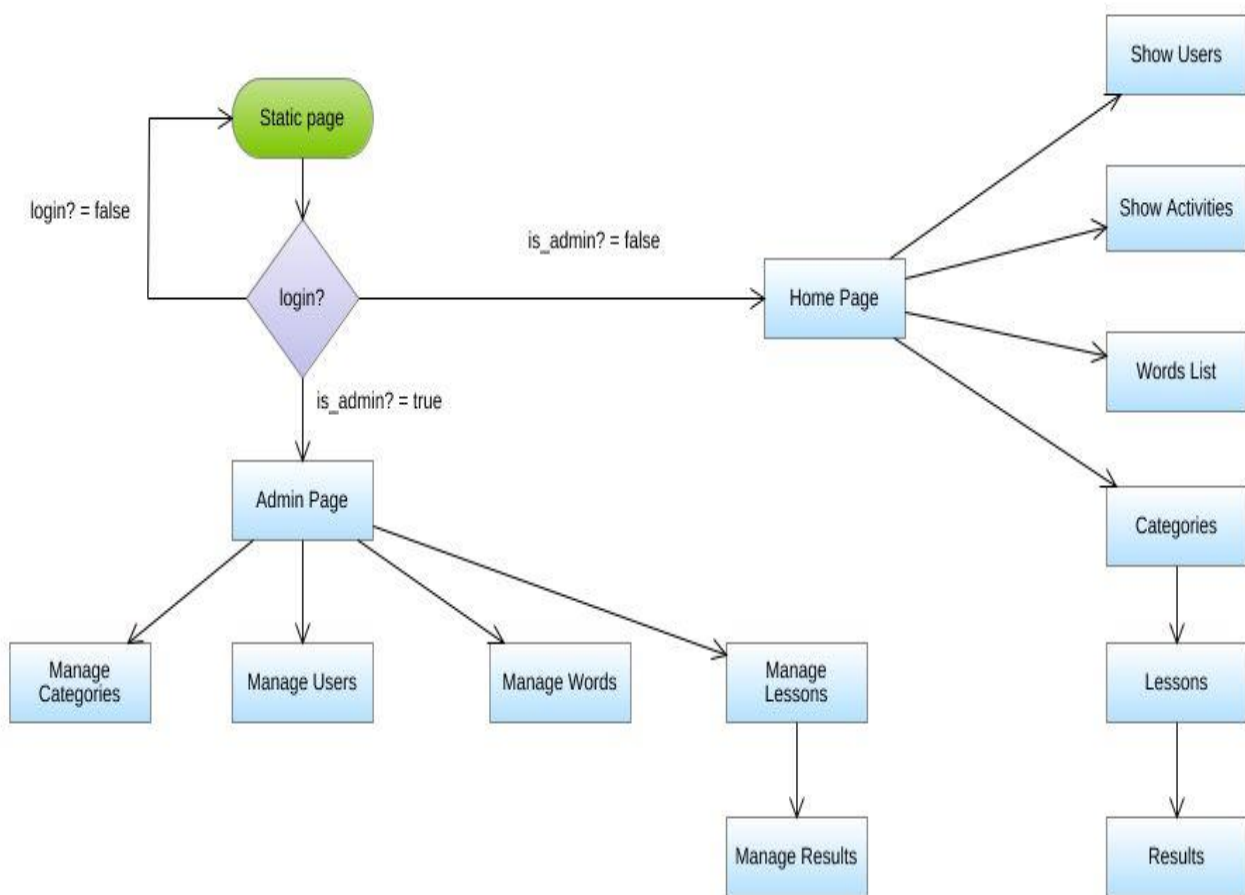 Show Users
Static page
Show Activities
login? = false
is_admin? = false
login?
Home Page
Words List
is_admin? = true
Admin Page
Categories
Manage
Categories
Manage Users
Manage Words
Manage
Lessons
Lessons
Manage Results
Results